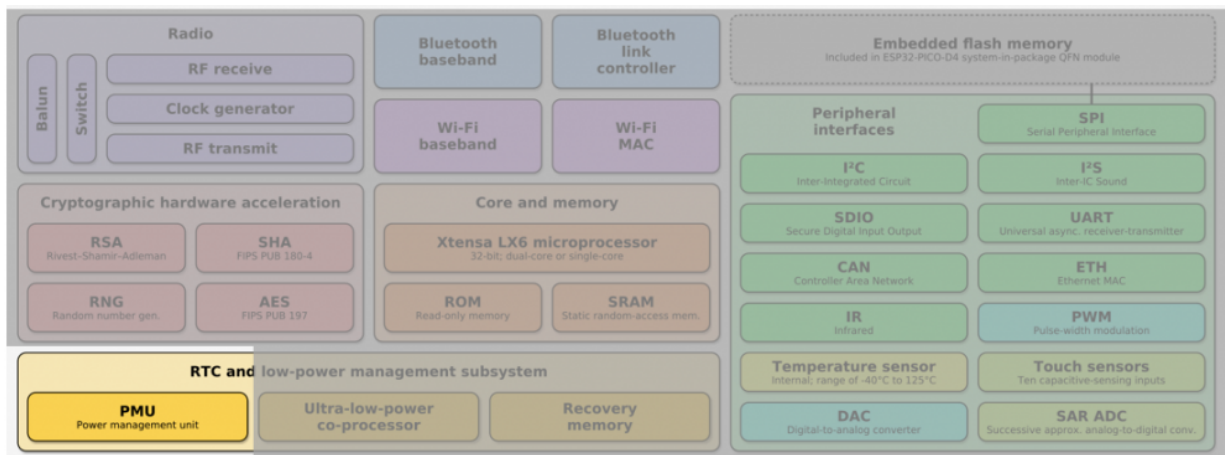 Radio
Balun
Switch
RF receive
Clock generator
RF transmit
Bluetooth
baseband
Bluetooth
link
controller
Wi-Fi
baseband
Wi-Fi
MAC
Embedded flash memory
Included in ESP32-PICO-D4 system-in-package QFN module
Cryptographic hardware acceleration
RSA
Rivest–Shamir–Adleman
SHA
FIPS PUB 180-4
RNG
Random number gen.
AES
FIPS PUB 197
Core and memory
Xtensa LX6 microprocessor
32-bit; dual-core or single-core
ROM
Read-only memory
SRAM
Static random-access mem.
RTC and low-power management subsystem
PMU
Power management unit
Ultra-low-power
co-processor
Recovery
memory
Peripheral
interfaces
SPI
Serial Peripheral Interface
I²C
Inter-Integrated Circuit
I²S
Inter-IC Sound
SDIO
Secure Digital Input Output
UART
Universal async. receiver-transmitter
CAN
Controller Area Network
ETH
Ethernet MAC
IR
Infrared
PWM
Pulse-width modulation
Temperature sensor
Internal; range of -40°C to 125°C
Touch sensors
Ten capacitive-sensing inputs
DAC
Digital-to-analog converter
SAR ADC
Successive approx. analog-to-digital conv.